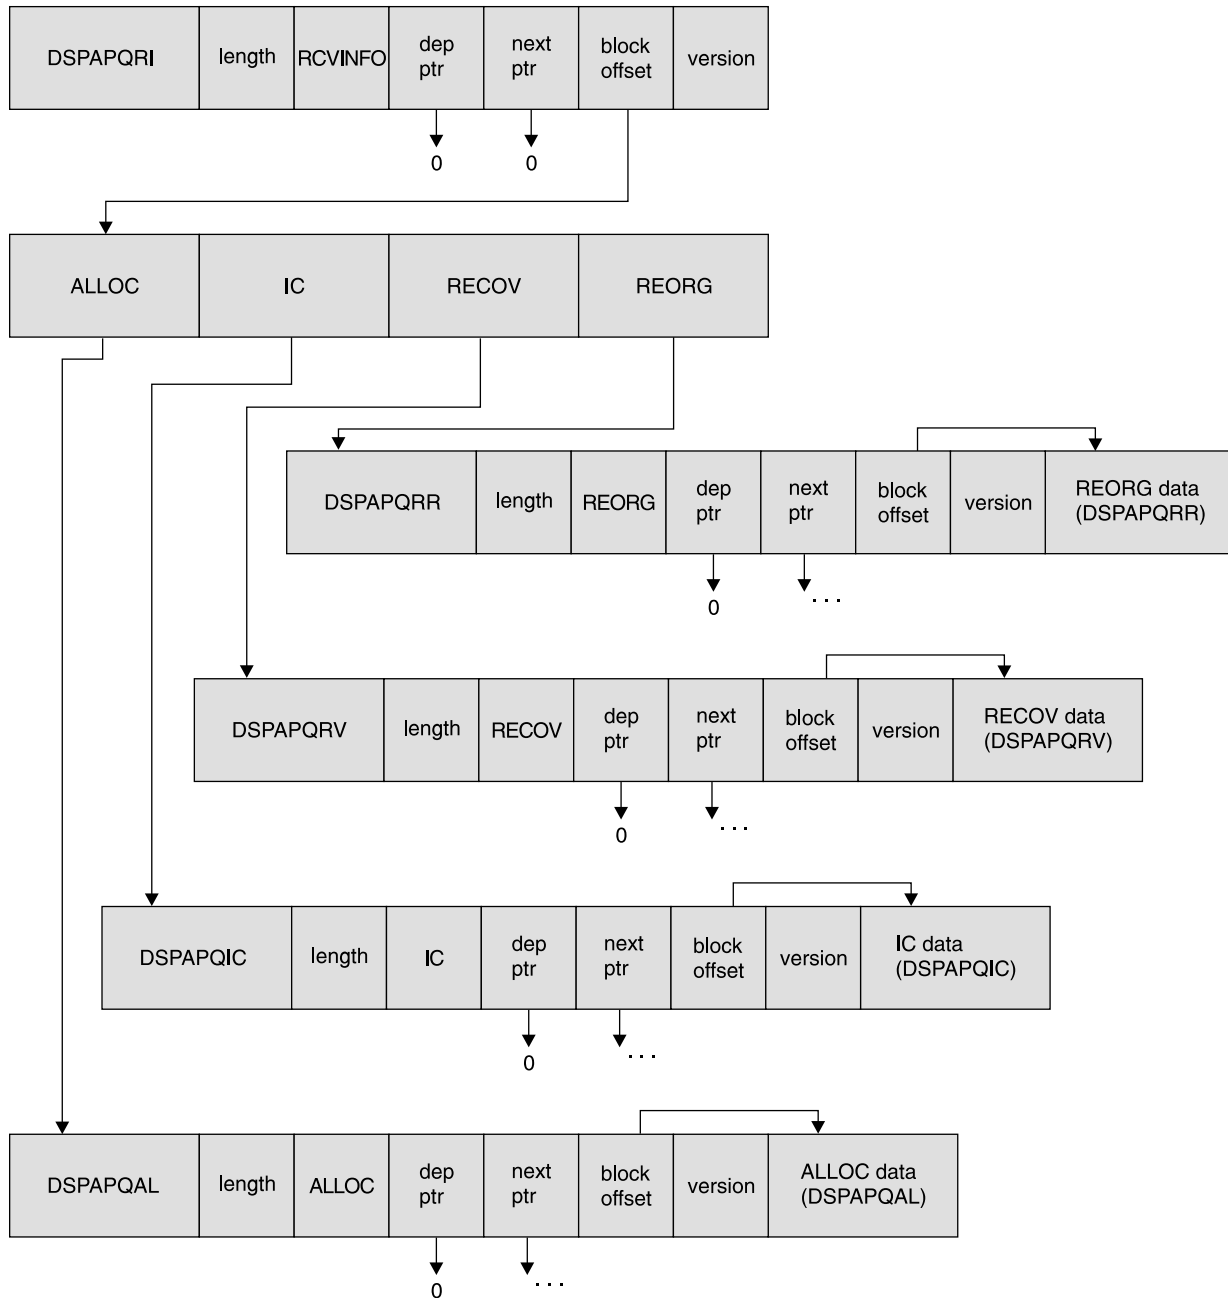 DSPAPQRI
length
RCVINFO
dep
ptr
next
ptr
block
offset
version
0
0
ALLOC
IC
RECOV
REORG
DSPAPQRR
length
REORG
dep
ptr
next
ptr
block
offset
version
REORG data
(DSPAPQRR)
0
...
DSPAPQRV
length
RECOV
dep
ptr
next
ptr
block
offset
version
RECOV data
(DSPAPQRV)
0
...
DSPAPQIC
length
IC
dep
ptr
next
ptr
block
offset
version
IC data
(DSPAPQIC)
0
...
DSPAPQAL
length
ALLOC
dep
ptr
next
ptr
block
offset
version
ALLOC data
(DSPAPQAL)
0
...